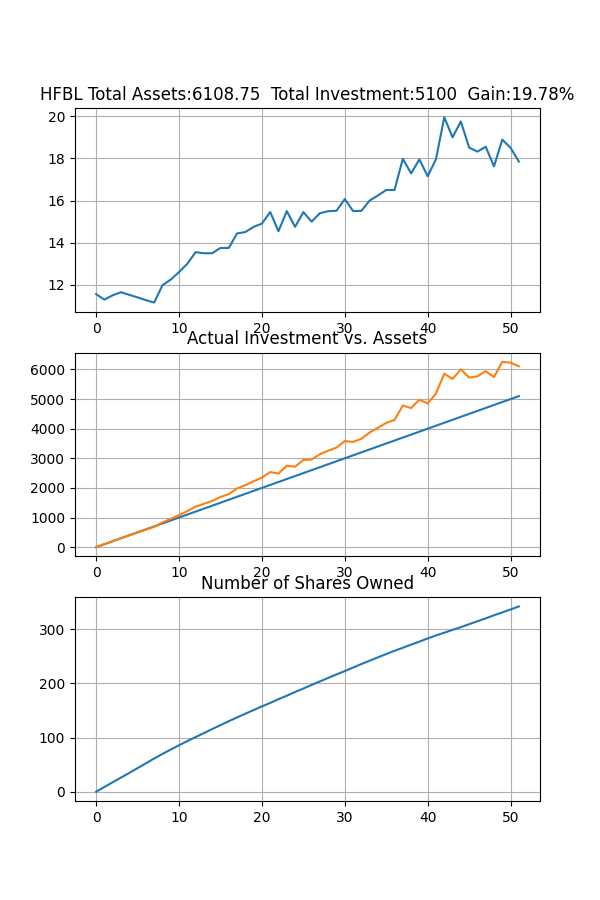 HFBL Total Assets:6108.75  Total Investment:5100  Gain:19.78%
20
18
16
14
12
0 10 20 30 40 50
Actual Investment vs. Assets
6000
5000
4000
3000
2000
1000
0
0 10 20 30 40 50
Number of Shares Owned
300
200
100
0
0 10 20 30 40 50